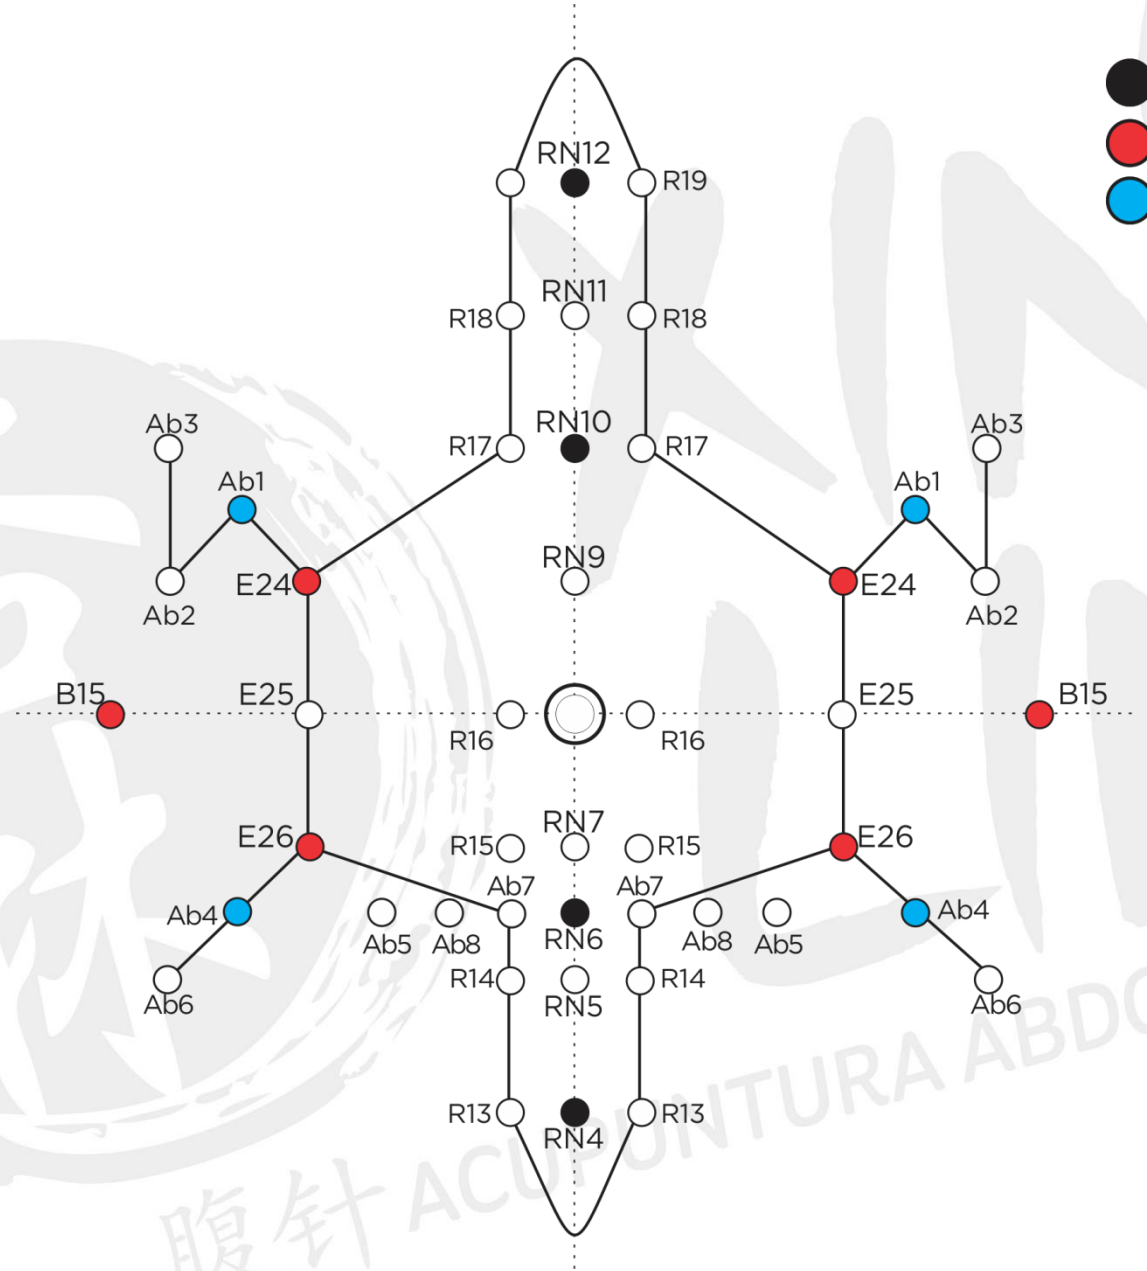 RN12
R19
RN11
R18
R18
RN10
R17
R17
Ab3
Ab3
Ab1
Ab1
RN9
E24
E24
Ab2
Ab2
B15
E25
E25
B15
R16
R16
RN7
E26
E26
R15
R15
Ab7
Ab7
Ab4
Ab4
RN6
Ab5
Ab8
Ab8
Ab5
R14
R14
RN5
Ab6
Ab6
R13
R13
RN4
腹针 ACUPUNTURA ABDO